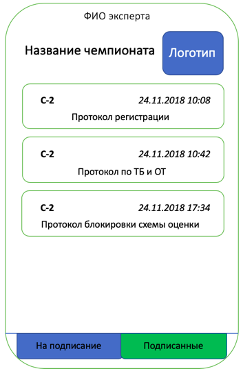 ФИО эксперта
Название чемпионата
Логотип
С-2 24.11.2018 10:08
Протокол регистрации
С-2 24.11.2018 10:42
Протокол по ТБ и ОТ
С-2 24.11.2018 17:34
Протокол блокировки схемы оценки
На подписание
Подписанные